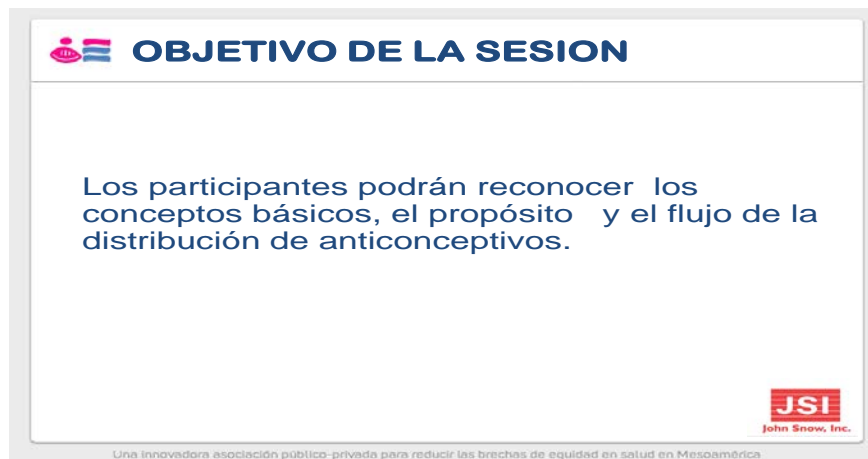 OBJETIVO DE LA SESION
Los participantes podrán reconocer los
conceptos básicos, el propósito y el flujo de la
distribución de anticonceptivos.
JSI
John Snow, Inc.
Una innovadora asociación público-privada para reducir las brechas de equidad en salud en Mesoamérica